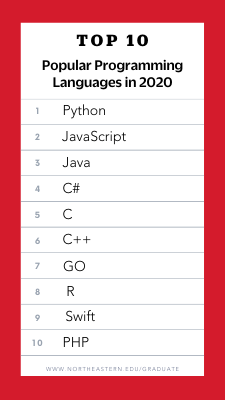 TOP 10
Popular Programming
Languages in 2020
1 Python
2 JavaScript
3 Java
4 C#
5 C
6 C++
7 GO
8 R
9 Swift
10 PHP
WWW.NORTHEASTERN.EDU/GRADUATE